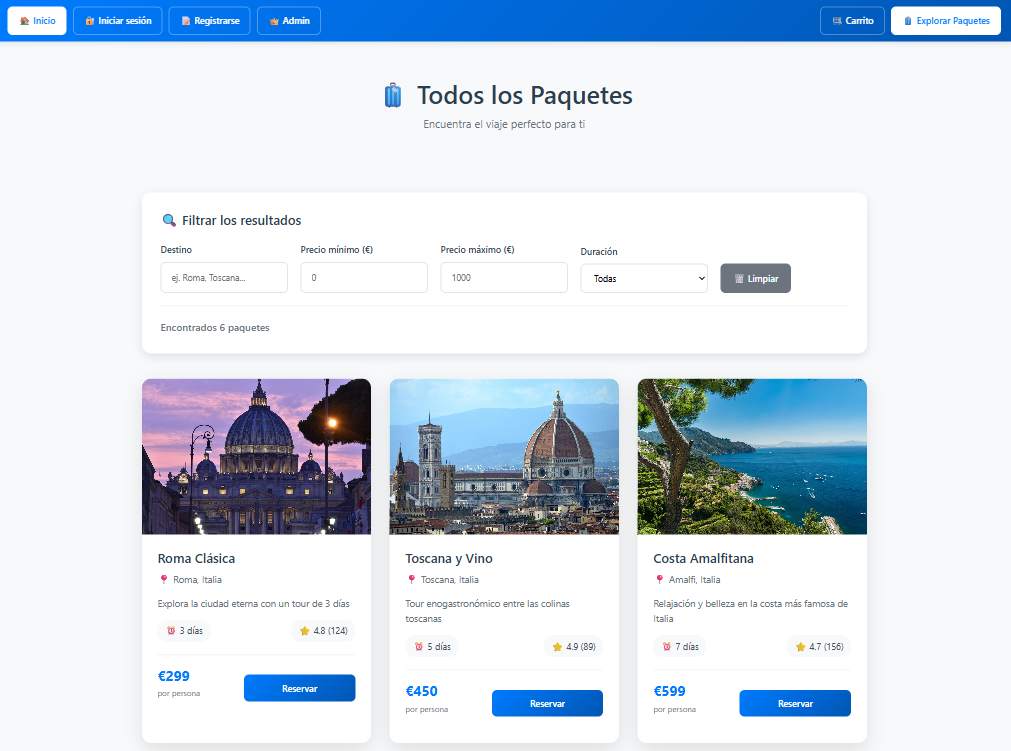 Inicio
Iniciar sesión
Registrarse
Admin
Carrito
Explorar Paquetes
Todos los Paquetes
Encuentra el viaje perfecto para ti
Filtrar los resultados
Destino
Precio mínimo (€)
Precio máximo (€)
Duración
ej. Roma, Toscana...
0
1000
Todas
Limpiar
Encontrados 6 paquetes
Roma Clásica
Roma, Italia
Explora la ciudad eterna con un tour de 3 días
3 días
4.8 (124)
€299
por persona
Reservar
Toscana y Vino
Toscana, Italia
Tour enogastronómico entre las colinas
toscanas
5 días
4.9 (89)
€450
por persona
Reservar
Costa Amalfitana
Amalfi, Italia
Relajación y belleza en la costa más famosa de
Italia
7 días
4.7 (156)
€599
por persona
Reservar